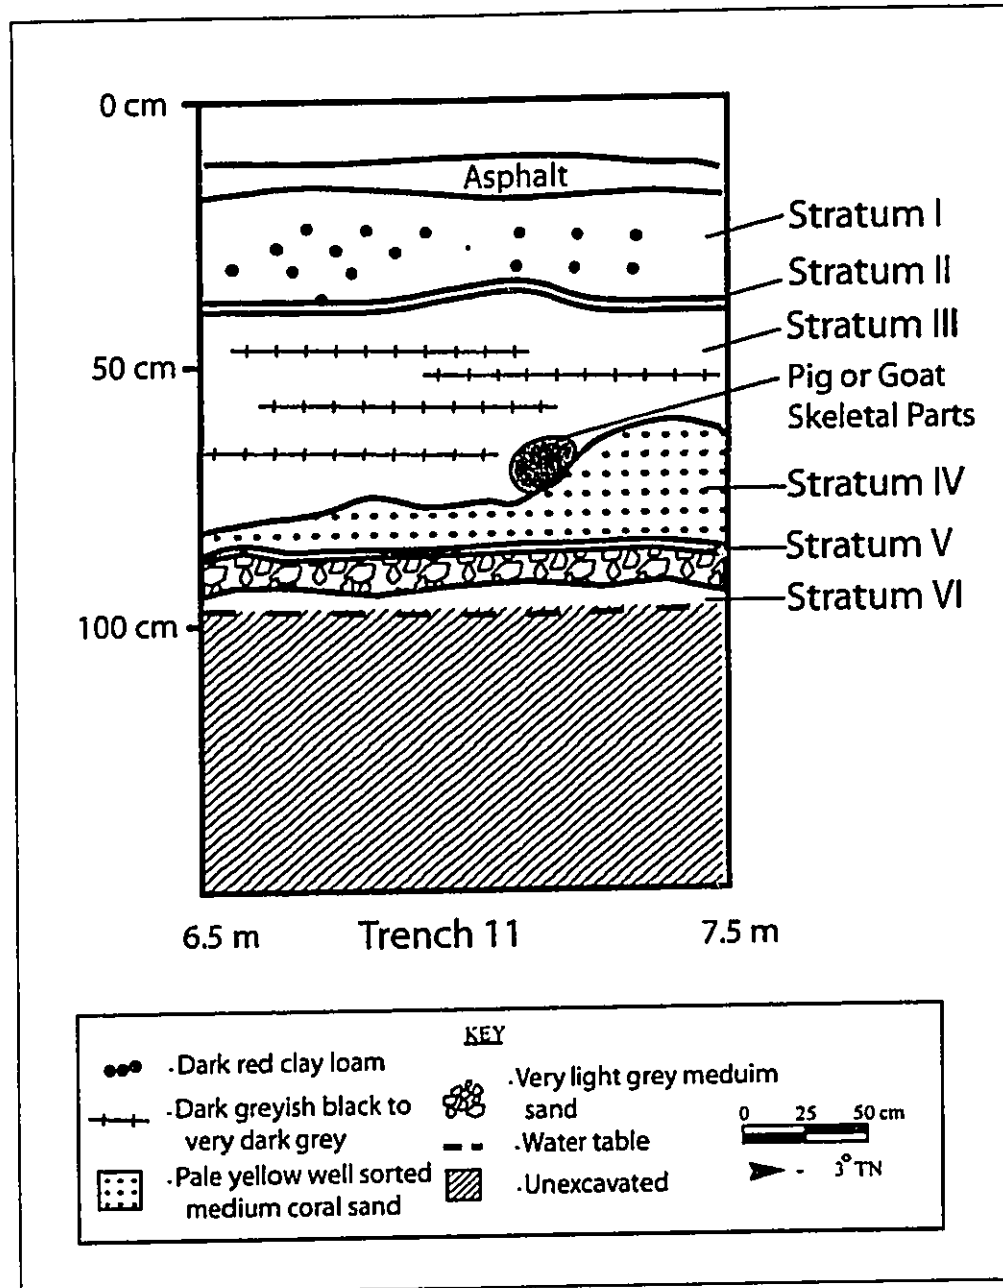 0 cm
Asphalt
Stratum I
Stratum II
Stratum III
50 cm
Pig or Goat
Skeletal Parts
Stratum IV
Stratum V
Stratum VI
100 cm
6.5 m
Trench 11
7.5 m
KEY
-Dark red clay loam
-Dark greyish black to
very dark grey
-Pale yellow well sorted
medium coral sand
-Very light grey meduim
sand
-Water table
-Unexcavated
0 25 50 cm
- 3° TN